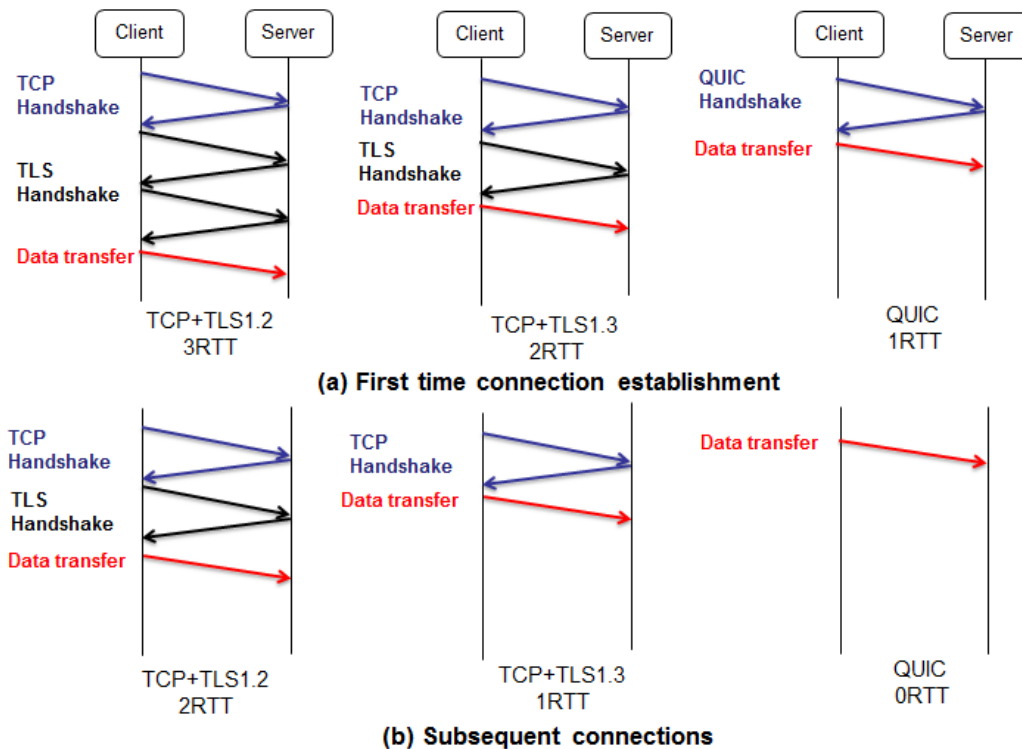 Client
Server
Client
Server
Client
Server
TCP
Handshake
TLS
Handshake
Data transfer
TCP+TLS1.2
3RTT
TCP
Handshake
TLS
Handshake
Data transfer
TCP+TLS1.3
2RTT
QUIC
Handshake
Data transfer
QUIC
1RTT
(a) First time connection establishment
TCP
Handshake
TLS
Handshake
Data transfer
TCP+TLS1.2
2RTT
TCP
Handshake
Data transfer
TCP+TLS1.3
1RTT
Data transfer
QUIC
0RTT
(b) Subsequent connections